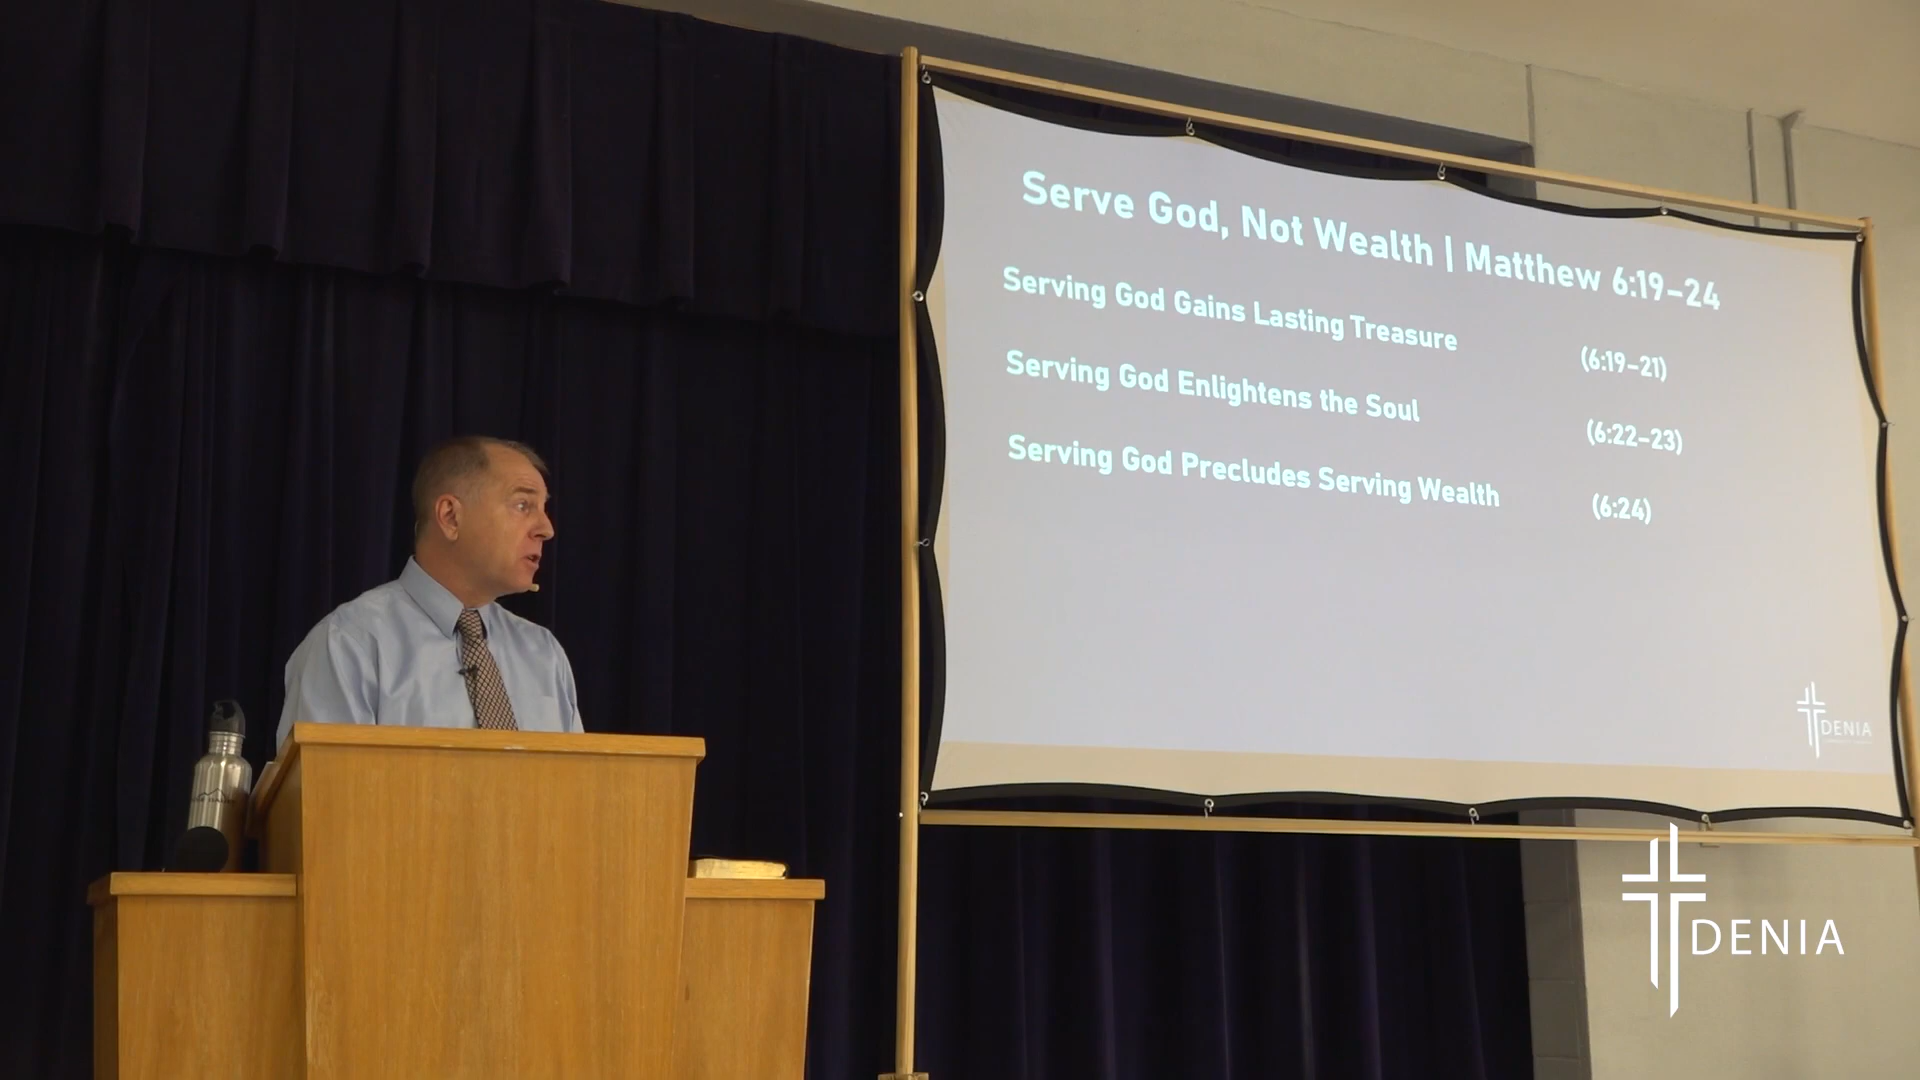 Serve God, Not Wealth | Matthew 6:19–24
Serving God Gains Lasting Treasure (6:19–21)
Serving God Enlightens the Soul (6:22–23)
Serving God Precludes Serving Wealth (6:24)
DENIA
DENIA